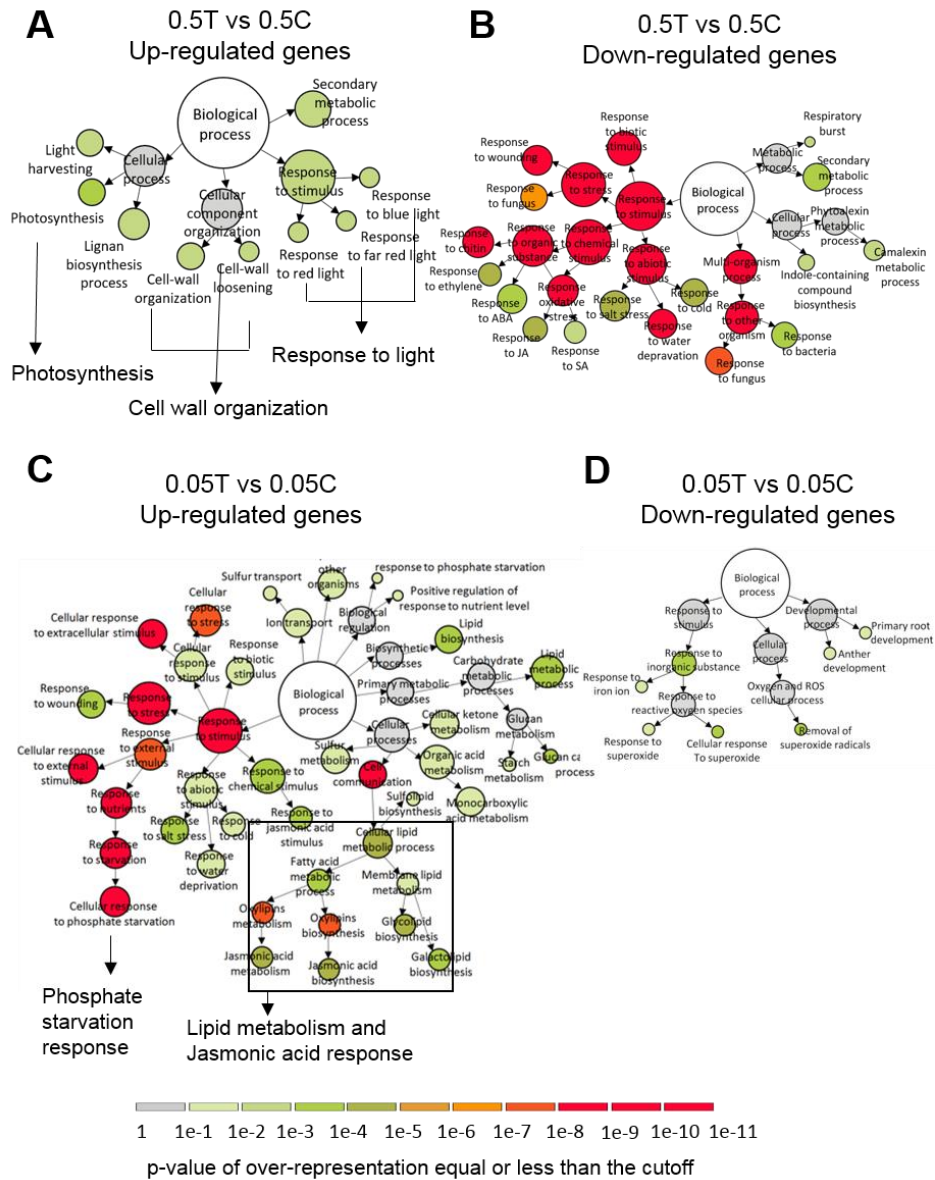 A
0.5T vs 0.5C
Up-regulated genes
Biological
process
Secondary
metabolic
process
Light
harvesting
Cellular
process
Response
to stimulus
Photosynthesis
Cellular
component
organization
Response
to blue light
Lignan
biosynthesis
process
Cell-wall
organization
Cell-wall
loosening
Response
to red light
Response to
far red light
Photosynthesis
Response to light
Cell wall organization
B
0.5T vs 0.5C
Down-regulated genes
Response
to biotic
stimulus
Respiratory
burst
Response
to wounding
Metabolic
process
Secondary
metabolic
process
Response
to stress
Biological
process
Response
to fungus
Response
to stimulus
Cellular
process
Phytoalexin
metabolic
process
Response
to chitin
Response
to organic
substance
Response
to chemical
stimulus
Response
to abiotic
stimulus
Multi-organism
process
Camalexin
metabolic
process
Indole-containing
compound
biosynthesis
Response
to ethylene
Response
to ABA
Response
oxidative
stress
Response
to salt stress
Response
to cold
Response
to other
organism
Response
to JA
Response
to SA
Response
to water
depravation
Response
to bacteria
Response
to fungus
C
0.05T vs 0.05C
Up-regulated genes
Sulfur transport
other
organisms
response to phosphate starvation
Positive regulation of
response to nutrient level
Cellular response
to extracellular stimulus
Cellular
response
to stress
Ion transport
Biological
regulation
Lipid
biosynthesis
Cellular
response
to stimulus
Response
to biotic
stimulus
Biosynthetic
processes
Carbohydrate
metabolic
processes
Lipid
metabolic
process
Response
to wounding
Response
to stress
Biological
process
Primary metabolic
processes
Response
to stimulus
Cellular
processes
Cellular ketone
metabolism
Glucan
metabolism
Cellular response
to external
stimulus
Response
to external
stimulus
Sulfur
metabolism
Organic acid
metabolism
Starch
metabolism
Glucan ca
process
Response
to nutrients
Response
to abiotic
stimulus
Response to
chemical stimulus
Cell
communication
Sulfolipid
biosynthesis
Monocarboxylic
acid metabolism
Response
to starvation
Response
to salt stress
Response
to cold
Response to
jasmonic acid
stimulus
Cellular lipid
metabolic process
Response
to water
deprivation
Fatty acid
metabolic
process
Membrane lipid
metabolism
Cellular response
to phosphate starvation
Oxylipins
metabolism
Oxylipins
biosynthesis
Glycolipid
biosynthesis
Jasmonic acid
metabolism
Jasmonic acid
biosynthesis
Galactolipid
biosynthesis
Phosphate
starvation
response
Lipid metabolism and
Jasmonic acid response
D
0.05T vs 0.05C
Down-regulated genes
Biological
process
Response to
stimulus
Developmental
process
Primary root
development
Cellular
process
Anther
development
Response to
inorganic substance
Response to
iron ion
Oxygen and ROS
cellular process
Response to
reactive oxygen species
Response to
superoxide
Cellular response
To superoxide
Removal of
superoxide radicals
1 1e-1 1e-2 1e-3 1e-4 1e-5 1e-6 1e-7 1e-8 1e-9 1e-10 1e-11
p-value of over-representation equal or less than the cutoff